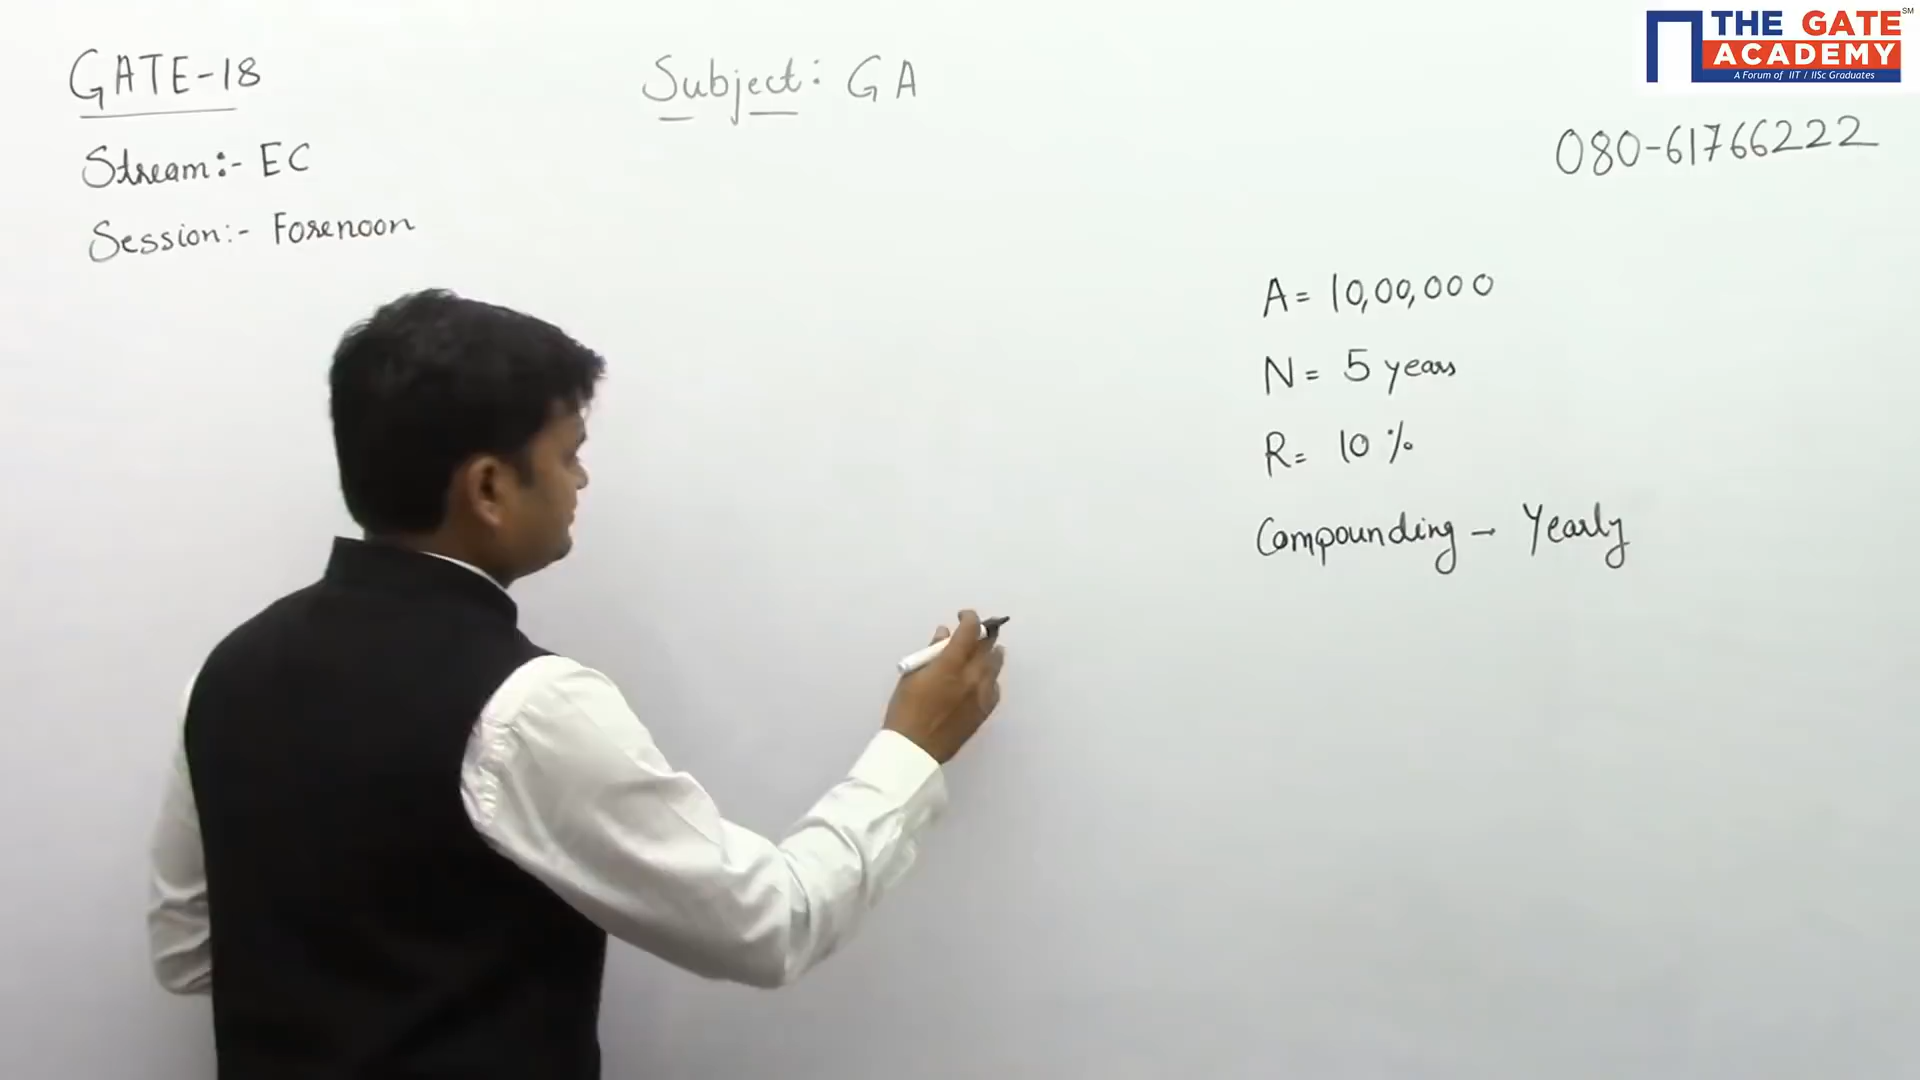 THE GATE
ACADEMY
A Forum of IIT / IISc Graduates
SM
GATE-18
Subject: GA
Stream:- EC
080-61766222
Session:- Forenoon
A= 10,00,000
N= 5 years
R= 10 %
Compounding - Yearly